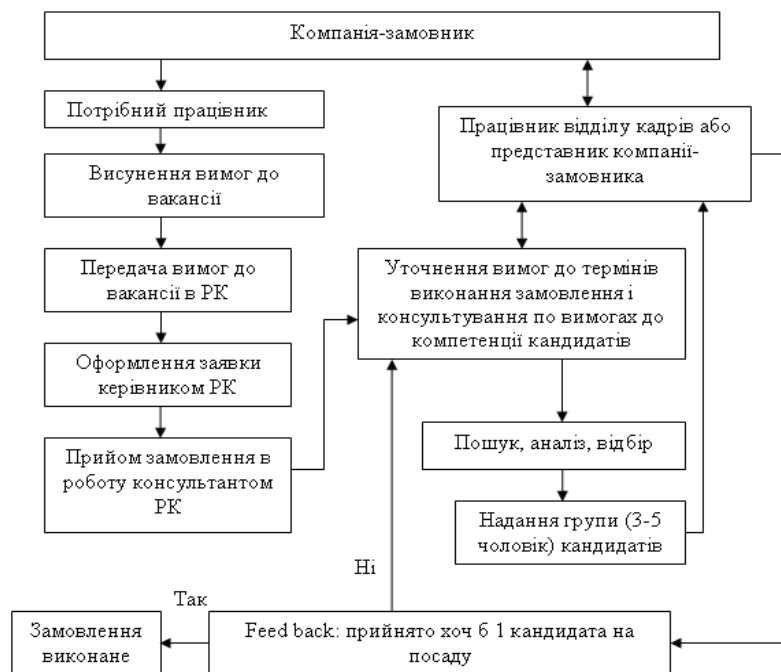 Компанія-замовник
Потрібний працівник
Працівник відділу кадрів або
представник компанії-
замовника
Висунення вимог до
вакансії
Передача вимог до
вакансії в РК
Уточнення вимог до термінів
виконання замовлення і
консультування по вимогах до
компетенції кандидатів
Оформлення заявки
керівником РК
Прийом замовлення в
роботу консультантом
РК
Пошук, аналіз, відбір
Надання групи (3-5
чоловік) кандидатів
Ні
Так
Замовлення
виконане
Feed back: прийнято хоч б 1 кандидата на
посаду